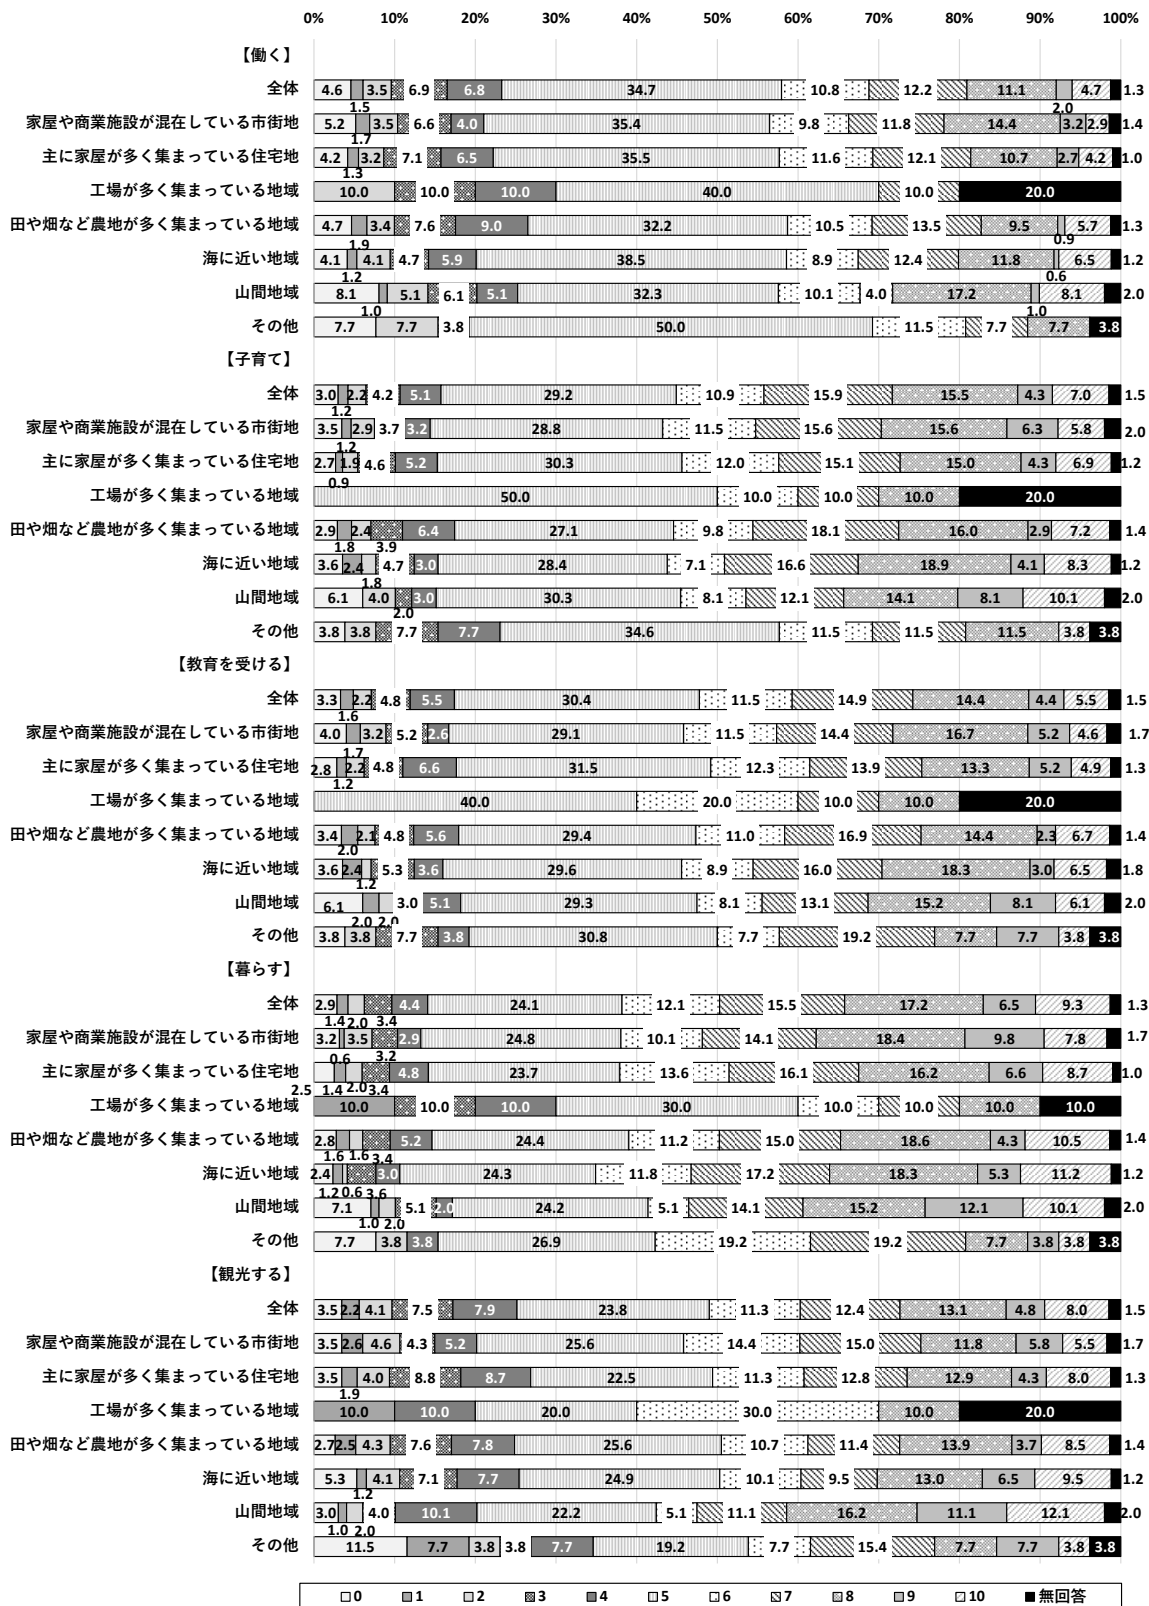 0% 10% 20% 30% 40% 50% 60% 70% 80% 90% 100%
【働く】
全体 4.6 1.5 3.5 6.9 6.8 34.7 10.8 12.2 11.1 2.0 4.7 1.3
家屋や商業施設が混在している市街地 5.2 1.7 3.5 6.6 4.0 35.4 9.8 11.8 14.4 3.2 2.9 1.4
主に家屋が多く集まっている住宅地 4.2 1.3 3.2 7.1 6.5 35.5 11.6 12.1 10.7 2.7 4.2 1.0
工場が多く集まっている地域 10.0 10.0 10.0 40.0 10.0 20.0
田や畑など農地が多く集まっている地域 4.7 1.9 3.4 7.6 9.0 32.2 10.5 13.5 9.5 0.9 5.7 1.3
海に近い地域 4.1 1.2 4.1 4.7 5.9 38.5 8.9 12.4 11.8 0.6 6.5 1.2
山間地域 8.1 1.0 5.1 6.1 5.1 32.3 10.1 4.0 17.2 1.0 8.1 2.0
その他 7.7 7.7 3.8 50.0 11.5 7.7 7.7 3.8
【子育て】
全体 3.0 1.2 2.2 4.2 5.1 29.2 10.9 15.9 15.5 4.3 7.0 1.5
家屋や商業施設が混在している市街地 3.5 1.2 2.9 3.7 3.2 28.8 11.5 15.6 15.6 6.3 5.8 2.0
主に家屋が多く集まっている住宅地 2.7 0.9 1.9 4.6 5.2 30.3 12.0 15.1 15.0 4.3 6.9 1.2
工場が多く集まっている地域 50.0 10.0 10.0 10.0 20.0
田や畑など農地が多く集まっている地域 2.9 1.8 2.4 3.9 6.4 27.1 9.8 18.1 16.0 2.9 7.2 1.4
海に近い地域 3.6 2.4 1.8 4.7 3.0 28.4 7.1 16.6 18.9 4.1 8.3 1.2
山間地域 6.1 4.0 2.0 3.0 30.3 8.1 12.1 14.1 8.1 10.1 2.0
その他 3.8 3.8 7.7 7.7 34.6 11.5 11.5 11.5 3.8 3.8
【教育を受ける】
全体 3.3 1.6 2.2 4.8 5.5 30.4 11.5 14.9 14.4 4.4 5.5 1.5
家屋や商業施設が混在している市街地 4.0 1.7 3.2 5.2 2.6 29.1 11.5 14.4 16.7 5.2 4.6 1.7
主に家屋が多く集まっている住宅地 2.8 1.2 2.2 4.8 6.6 31.5 12.3 13.9 13.3 5.2 4.9 1.3
工場が多く集まっている地域 40.0 20.0 10.0 10.0 20.0
田や畑など農地が多く集まっている地域 3.4 2.0 2.1 4.8 5.6 29.4 11.0 16.9 14.4 2.3 6.7 1.4
海に近い地域 3.6 2.4 1.2 5.3 3.6 29.6 8.9 16.0 18.3 3.0 6.5 1.8
山間地域 6.1 2.0 2.0 3.0 5.1 29.3 8.1 13.1 15.2 8.1 6.1 2.0
その他 3.8 3.8 7.7 3.8 30.8 7.7 19.2 7.7 7.7 3.8 3.8
【暮らす】
全体 2.9 1.4 2.0 3.4 4.4 24.1 12.1 15.5 17.2 6.5 9.3 1.3
家屋や商業施設が混在している市街地 3.2 0.6 3.5 3.2 2.9 24.8 10.1 14.1 18.4 9.8 7.8 1.7
主に家屋が多く集まっている住宅地 2.5 1.4 2.0 3.4 4.8 23.7 13.6 16.1 16.2 6.6 8.7 1.0
工場が多く集まっている地域 10.0 10.0 10.0 30.0 10.0 10.0 10.0 10.0
田や畑など農地が多く集まっている地域 2.8 1.6 1.6 3.4 5.2 24.4 11.2 15.0 18.6 4.3 10.5 1.4
海に近い地域 2.4 1.2 0.6 3.6 3.0 24.3 11.8 17.2 18.3 5.3 11.2 1.2
山間地域 7.1 1.0 2.0 5.1 2.0 24.2 5.1 14.1 15.2 12.1 10.1 2.0
その他 7.7 3.8 3.8 26.9 19.2 19.2 7.7 3.8 3.8 3.8
【観光する】
全体 3.5 2.2 4.1 7.5 7.9 23.8 11.3 12.4 13.1 4.8 8.0 1.5
家屋や商業施設が混在している市街地 3.5 2.6 4.6 4.3 5.2 25.6 14.4 15.0 11.8 5.8 5.5 1.7
主に家屋が多く集まっている住宅地 3.5 1.9 4.0 8.8 8.7 22.5 11.3 12.8 12.9 4.3 8.0 1.3
工場が多く集まっている地域 10.0 10.0 20.0 30.0 10.0 20.0
田や畑など農地が多く集まっている地域 2.7 2.5 4.3 7.6 7.8 25.6 10.7 11.4 13.9 3.7 8.5 1.4
海に近い地域 5.3 1.2 4.1 7.1 7.7 24.9 10.1 9.5 13.0 6.5 9.5 1.2
山間地域 3.0 1.0 2.0 4.0 10.1 22.2 5.1 11.1 16.2 11.1 12.1 2.0
その他 11.5 7.7 3.8 3.8 7.7 19.2 7.7 15.4 7.7 7.7 3.8 3.8
0 1 2 3 4 5 6 7 8 9 10 無回答